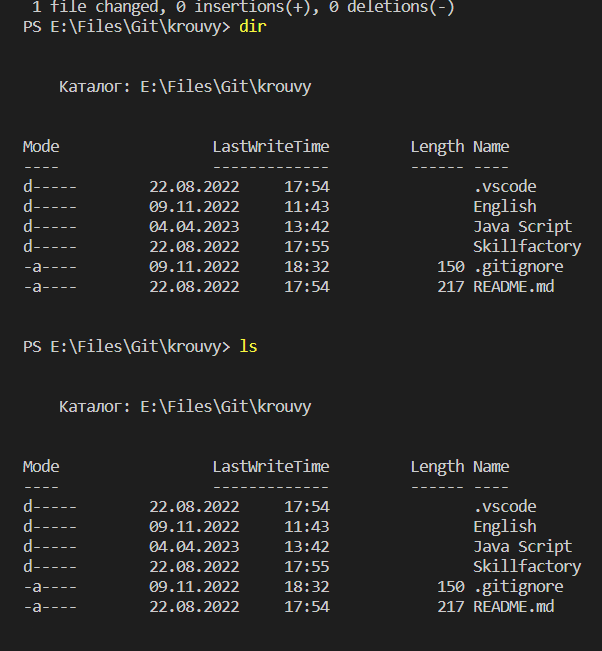 1 file changed, 0 insertions(+), 0 deletions(-)
PS E:\Files\Git\krouvy> dir
Каталог: E:\Files\Git\krouvy
Mode                 LastWriteTime         Length Name
----                 -------------         ------ ----
d-----        22.08.2022     17:54                .vscode
d-----        09.11.2022     11:43                English
d-----        04.04.2023     13:42                Java Script
d-----        22.08.2022     17:55                Skillfactory
-a----        09.11.2022     18:32            150 .gitignore
-a----        22.08.2022     17:54            217 README.md
PS E:\Files\Git\krouvy> ls
Каталог: E:\Files\Git\krouvy
Mode                 LastWriteTime         Length Name
----                 -------------         ------ ----
d-----        22.08.2022     17:54                .vscode
d-----        09.11.2022     11:43                English
d-----        04.04.2023     13:42                Java Script
d-----        22.08.2022     17:55                Skillfactory
-a----        09.11.2022     18:32            150 .gitignore
-a----        22.08.2022     17:54            217 README.md